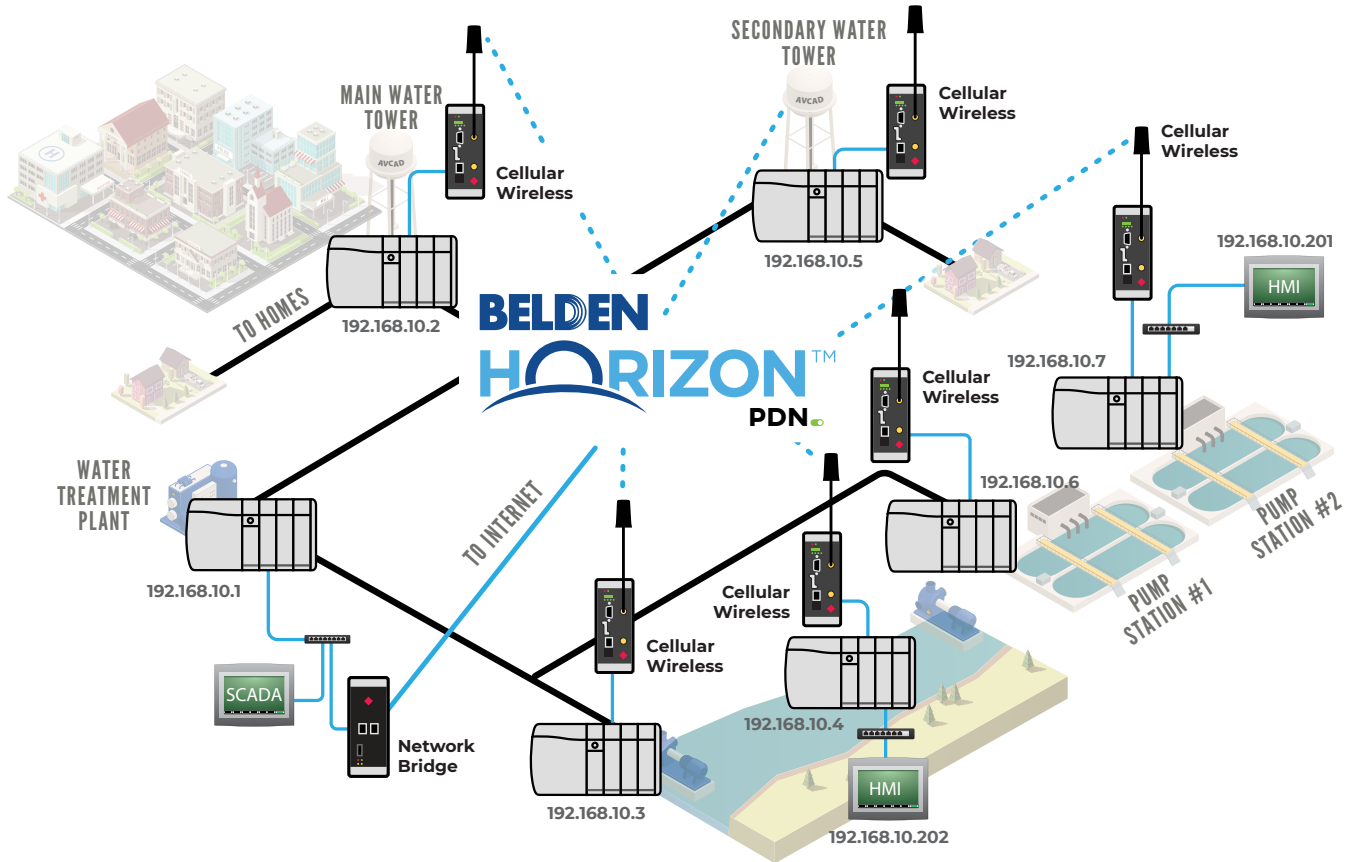 SECONDARY WATER
TOWER
AVCAD
Cellular
Wireless
MAIN WATER
TOWER
AVCAD
Cellular
Wireless
Cellular
Wireless
H
192.168.10.201
HMI
192.168.10.5
TO HOMES
192.168.10.2
BELDEN
HORIZON™
PDN
192.168.10.7
Cellular
Wireless
WATER
TREATMENT
PLANT
TO INTERNET
192.168.10.6
PUMP
STATION #2
192.168.10.1
Cellular
Wireless
PUMP
STATION #1
Cellular
Wireless
SCADA
192.168.10.4
Network
Bridge
HMI
192.168.10.3
192.168.10.202